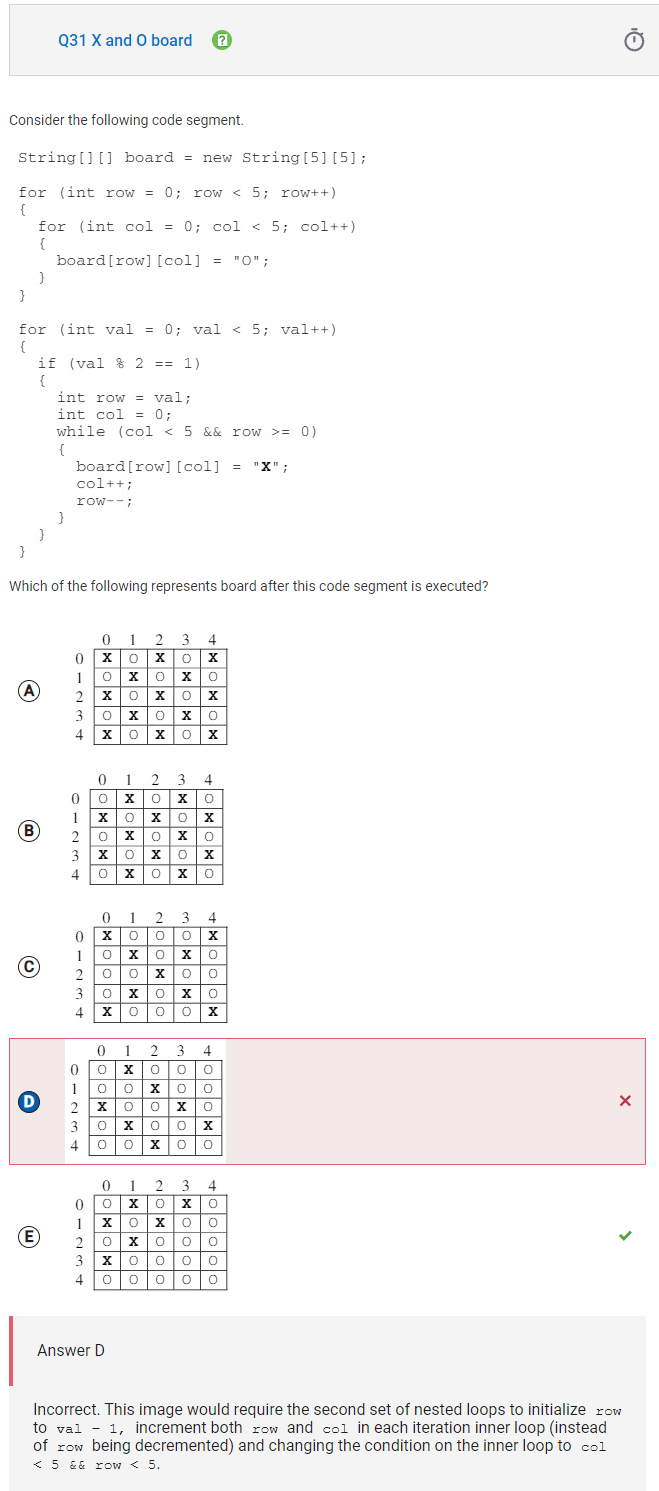 Q31 X and O board
Consider the following code segment.
String[][] board = new String[5][5];
for (int row = 0; row < 5; row++)
{
for (int col = 0; col < 5; col++)
{
board[row][col] = "O";
}
}
for (int val = 0; val < 5; val++)
{
if (val % 2 == 1)
{
int row = val;
int col = 0;
while (col < 5 && row >= 0)
{
board[row][col] = "X";
col++;
row--;
}
}
}
Which of the following represents board after this code segment is executed?
A
0 1 2 3 4
0 X O X O X
1 O X O X O
2 X O X O X
3 O X O X O
4 X O X O X
B
0 1 2 3 4
0 O X O X O
1 X O X O X
2 O X O X O
3 X O X O X
4 O X O X O
C
0 1 2 3 4
0 X O O O X
1 O X O X O
2 O O X O O
3 O X O X O
4 X O O O X
D
0 1 2 3 4
0 O X O O O
1 O O X O O
2 X O O X O
3 O X O O X
4 O O X O O
E
0 1 2 3 4
0 O X O X O
1 X O X O O
2 O X O O O
3 X O O O O
4 O O O O O
Answer D
Incorrect. This image would require the second set of nested loops to initialize row
to val - 1, increment both row and col in each iteration inner loop (instead
of row being decremented) and changing the condition on the inner loop to col
< 5 && row < 5.